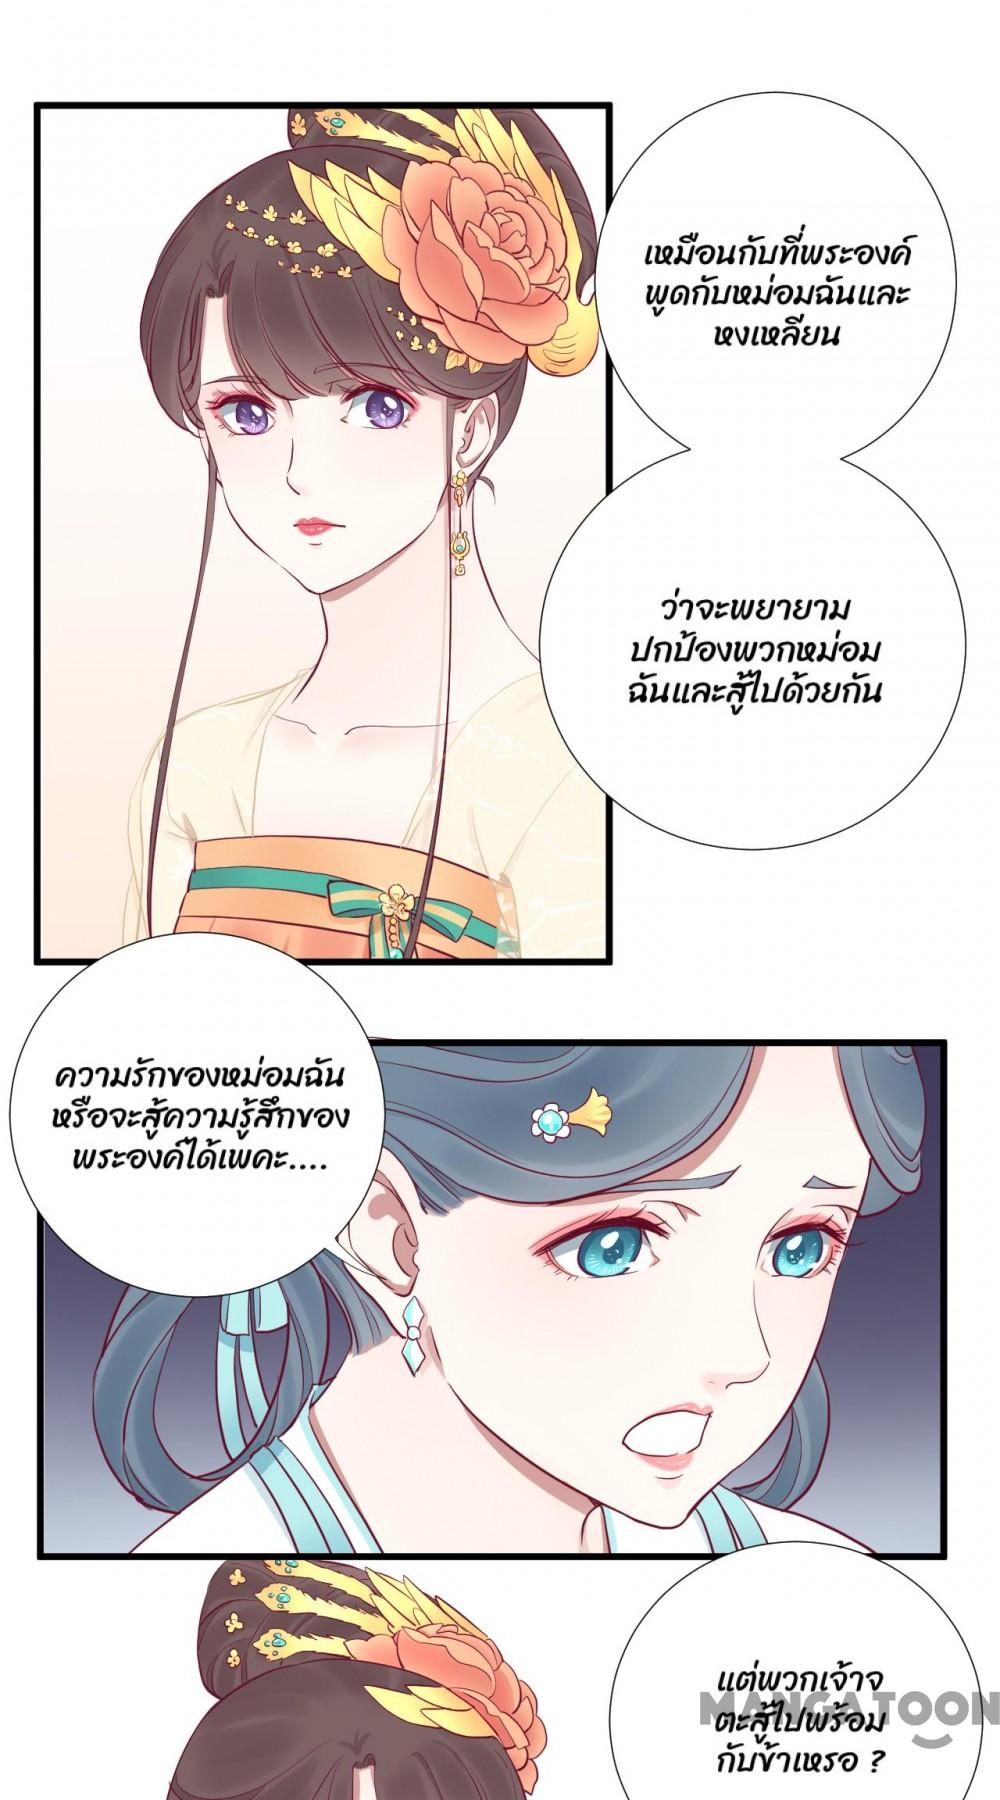 เหมือนกับที่พระองค์
พูดกับหม่อมฉันและ
หงเหลียน
ว่าจะพยายาม
ปกป้องพวกหม่อม
ฉันและสู้ไปด้วยกัน
ความรักของหม่อมฉัน
หรือจะสู้ความรู้สึกของ
พระองค์ได้เพคะ....
แต่พวกเจ้าจ
ตะสู้ไปพร้อม
กับข้าเหรอ ?
MANGATOON